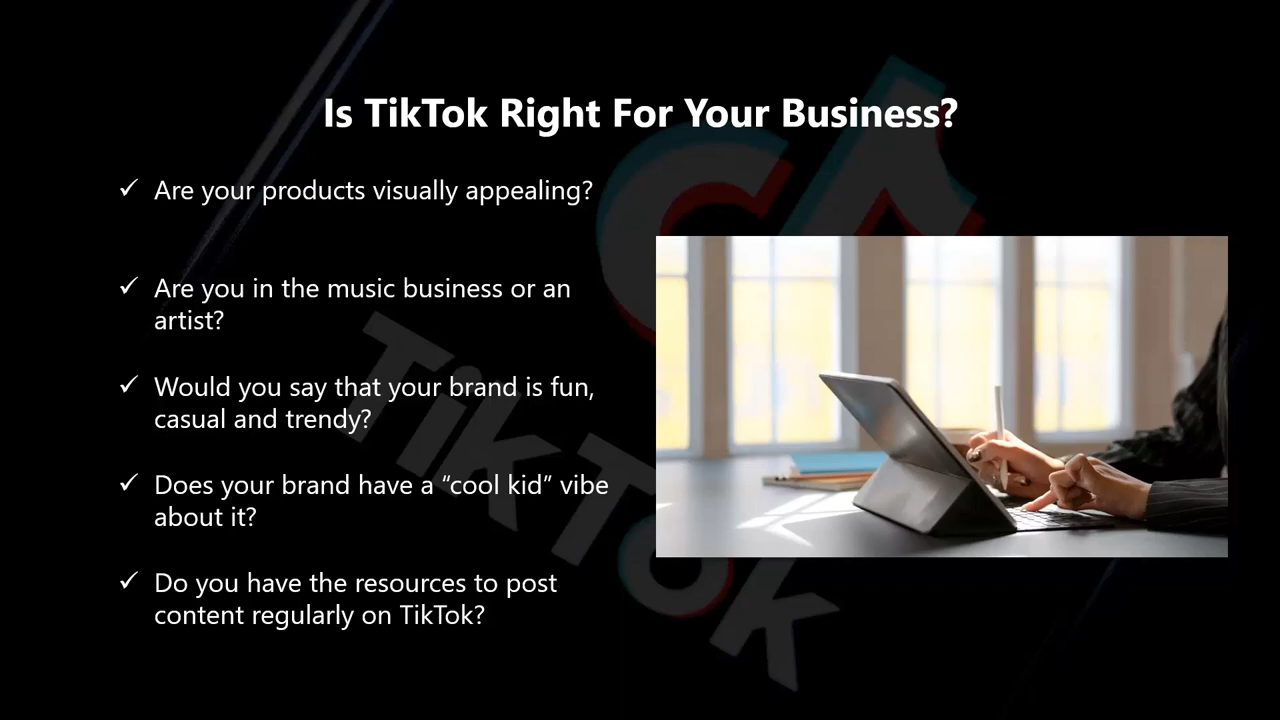 Is TikTok Right For Your Business?
Are your products visually appealing?
Are you in the music business or an
artist?
Would you say that your brand is fun,
casual and trendy?
Does your brand have a “cool kid” vibe
about it?
Do you have the resources to post
content regularly on TikTok?
TikTok